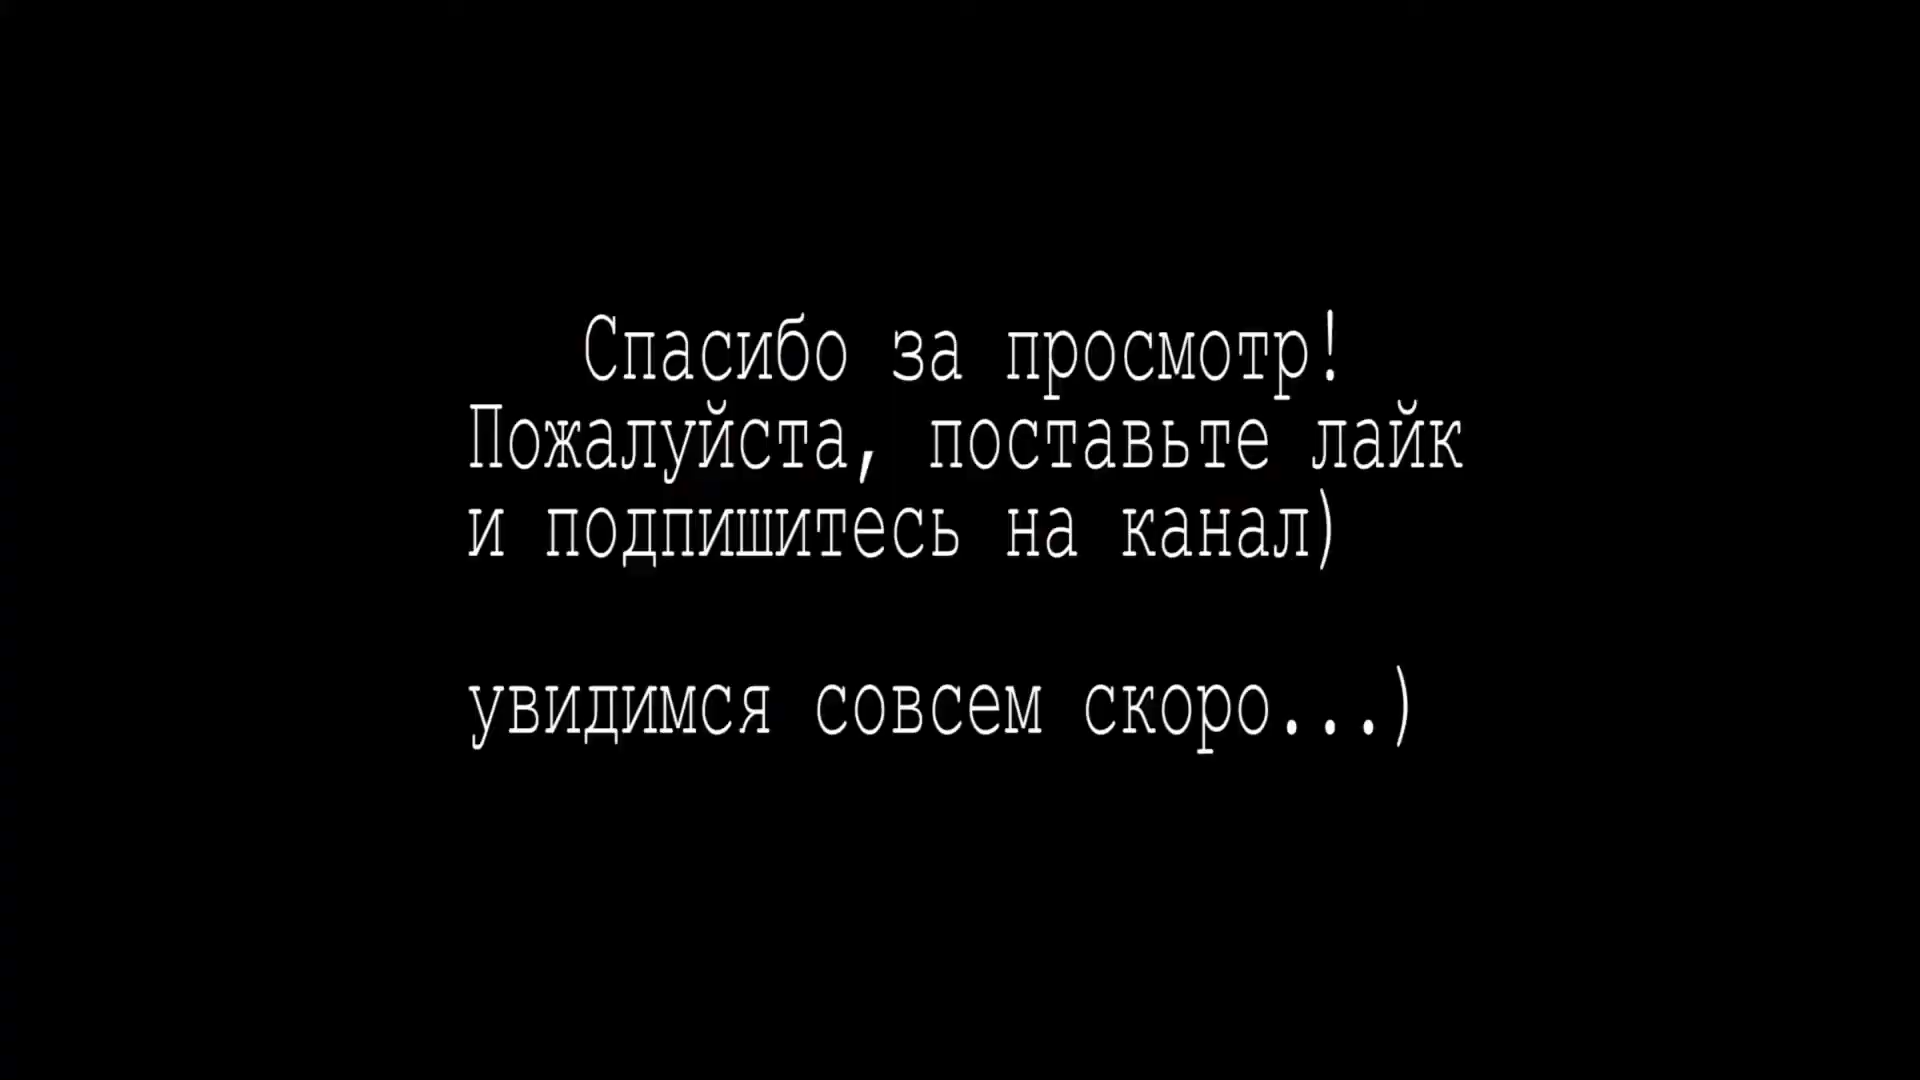 Спасибо за просмотр!
Пожалуйста, поставьте лайк
и подпишитесь на канал)
увидимся совсем скоро...)